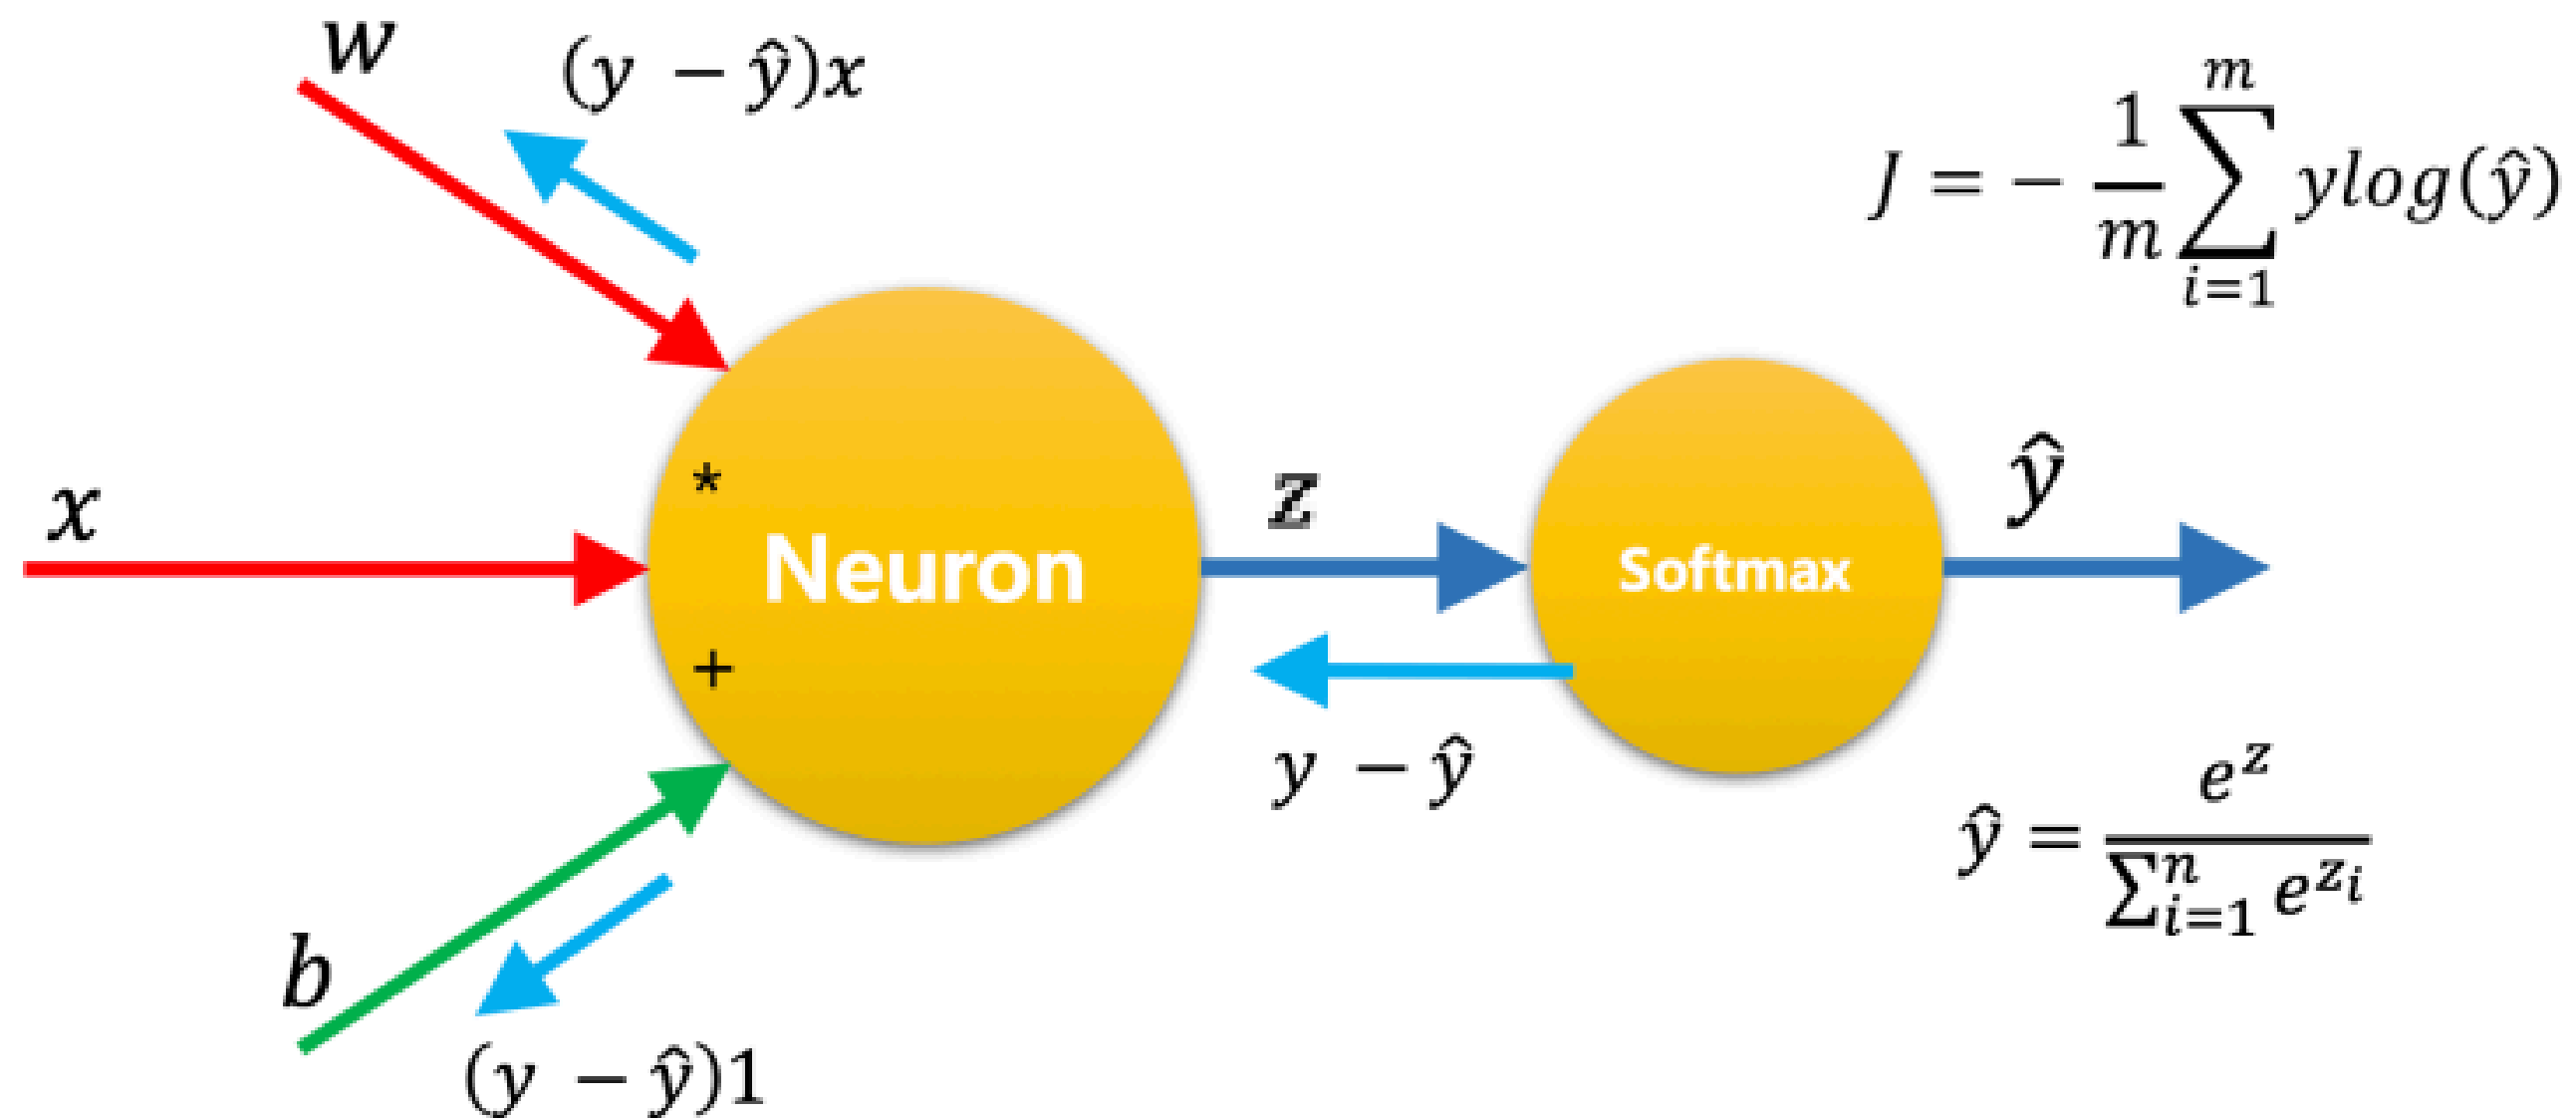 w
(y − ŷ)x
J = − 1/m ∑_{i=1}^{m} ylog(ŷ)
x
*
Neuron
+
z
Softmax
ŷ
y − ŷ
ŷ = e^z / ∑_{i=1}^{n} e^{z_i}
b
(y − ŷ)1